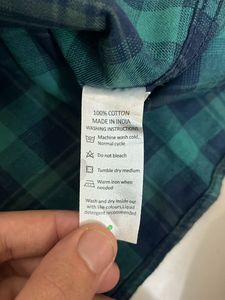 100% COTTON
MADE IN INDIA
WASHING INSTRUCTIONS
Machine wash cold,
Normal cycle
Do not bleach
Tumble dry medium
Warm iron when
needed
Wash and dry inside out
with like colours, Liquid
detergent recommended